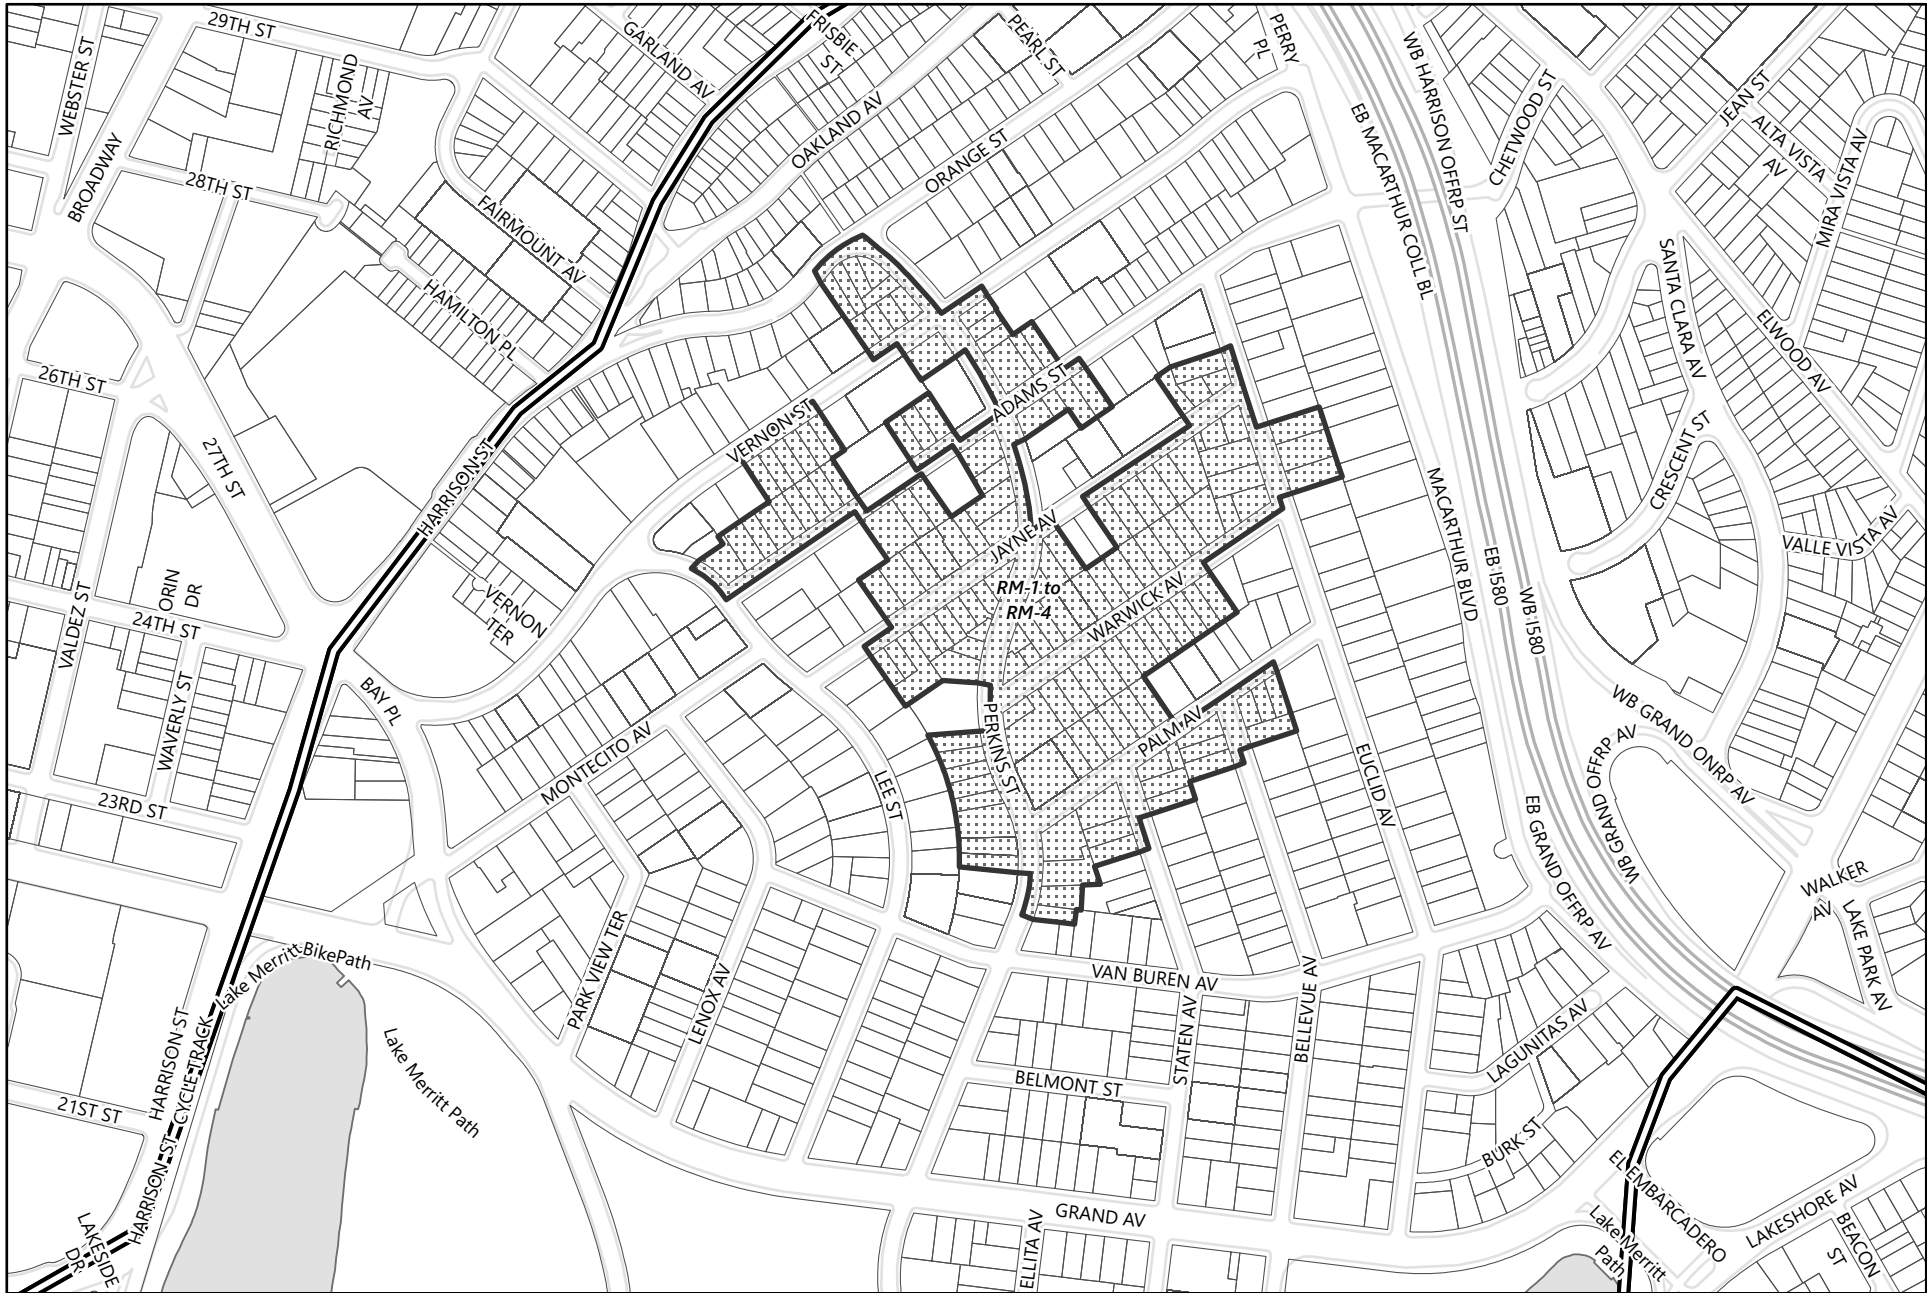 29TH ST
WEBSTER ST
RICHMOND
AV
GARLAND AV
FRISBIE
ST
PEARL ST
PERRY
PL
WB HARRISON OFFRP ST
CHETWOOD ST
JEAN ST
ALTA VISTA
AV
MIRA VISTA AV
BROADWAY
28TH ST
OAKLAND AV
ORANGE ST
EB MACARTHUR COLL BL
FAIRMOUNT AV
HAMILTON PL
SANTA CLARA AV
ELWOOD AV
26TH ST
27TH ST
HARRISON ST
VERNON ST
ADAMS ST
CRESCENT ST
MACARTHUR BLVD
VALLE VISTA AV
JAYNE AV
EB I580
WB I580
VALDEZ ST
ORIN
DR
24TH ST
VERNON
TER
RM-1 to
RM-4
WARWICK AV
WAVERLY ST
BAY PL
PERKINS ST
PALM AV
WB GRAND ONRP AV
WB GRAND OFFRP AV
23RD ST
MONTECITO AV
LEE ST
EUCLID AV
EB GRAND OFFRP AV
WALKER
AV
LAKE PARK AV
Lake Merritt BikePath
PARK VIEW TER
LENOX AV
VAN BUREN AV
STATEN AV
BELLEVUE AV
LAGUNITAS AV
HARRISON ST
HARRISON ST CYCLE TRACK
Lake Merritt Path
21ST ST
BELMONT ST
BURK ST
EL EMBARCADERO
LAKESHORE AV
BEACON
ST
LAKESIDE
DR
GRAND AV
ELLITA AV
Lake Merritt
Path